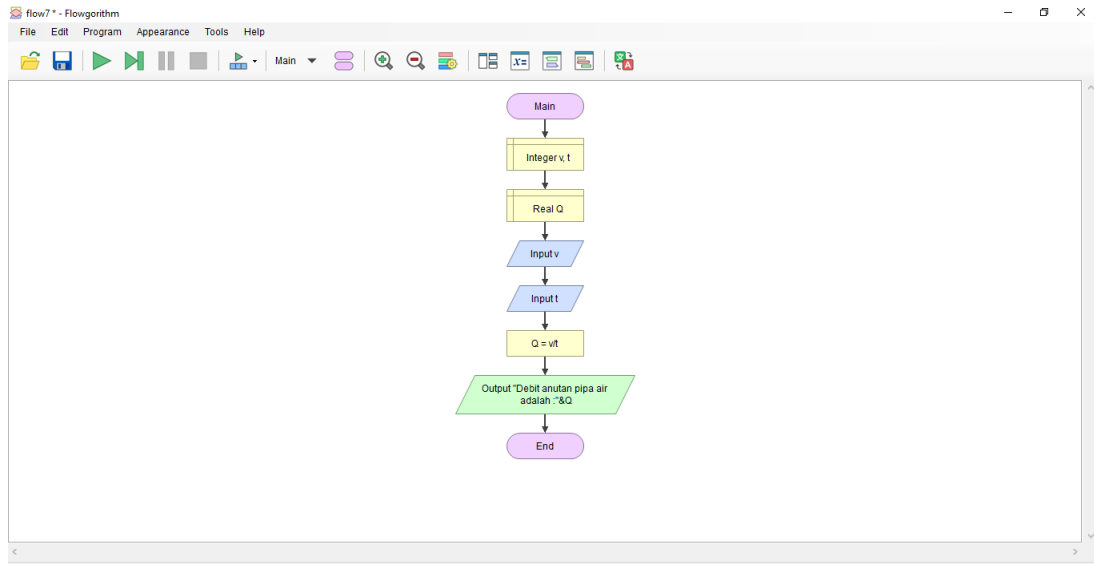 flow7 * - Flowgorithm
File Edit Program Appearance Tools Help
Main
x=
A
Main
Integer v, t
Real Q
Input v
Input t
Q = v/t
Output "Debit anutan pipa air
adalah :"&Q
End